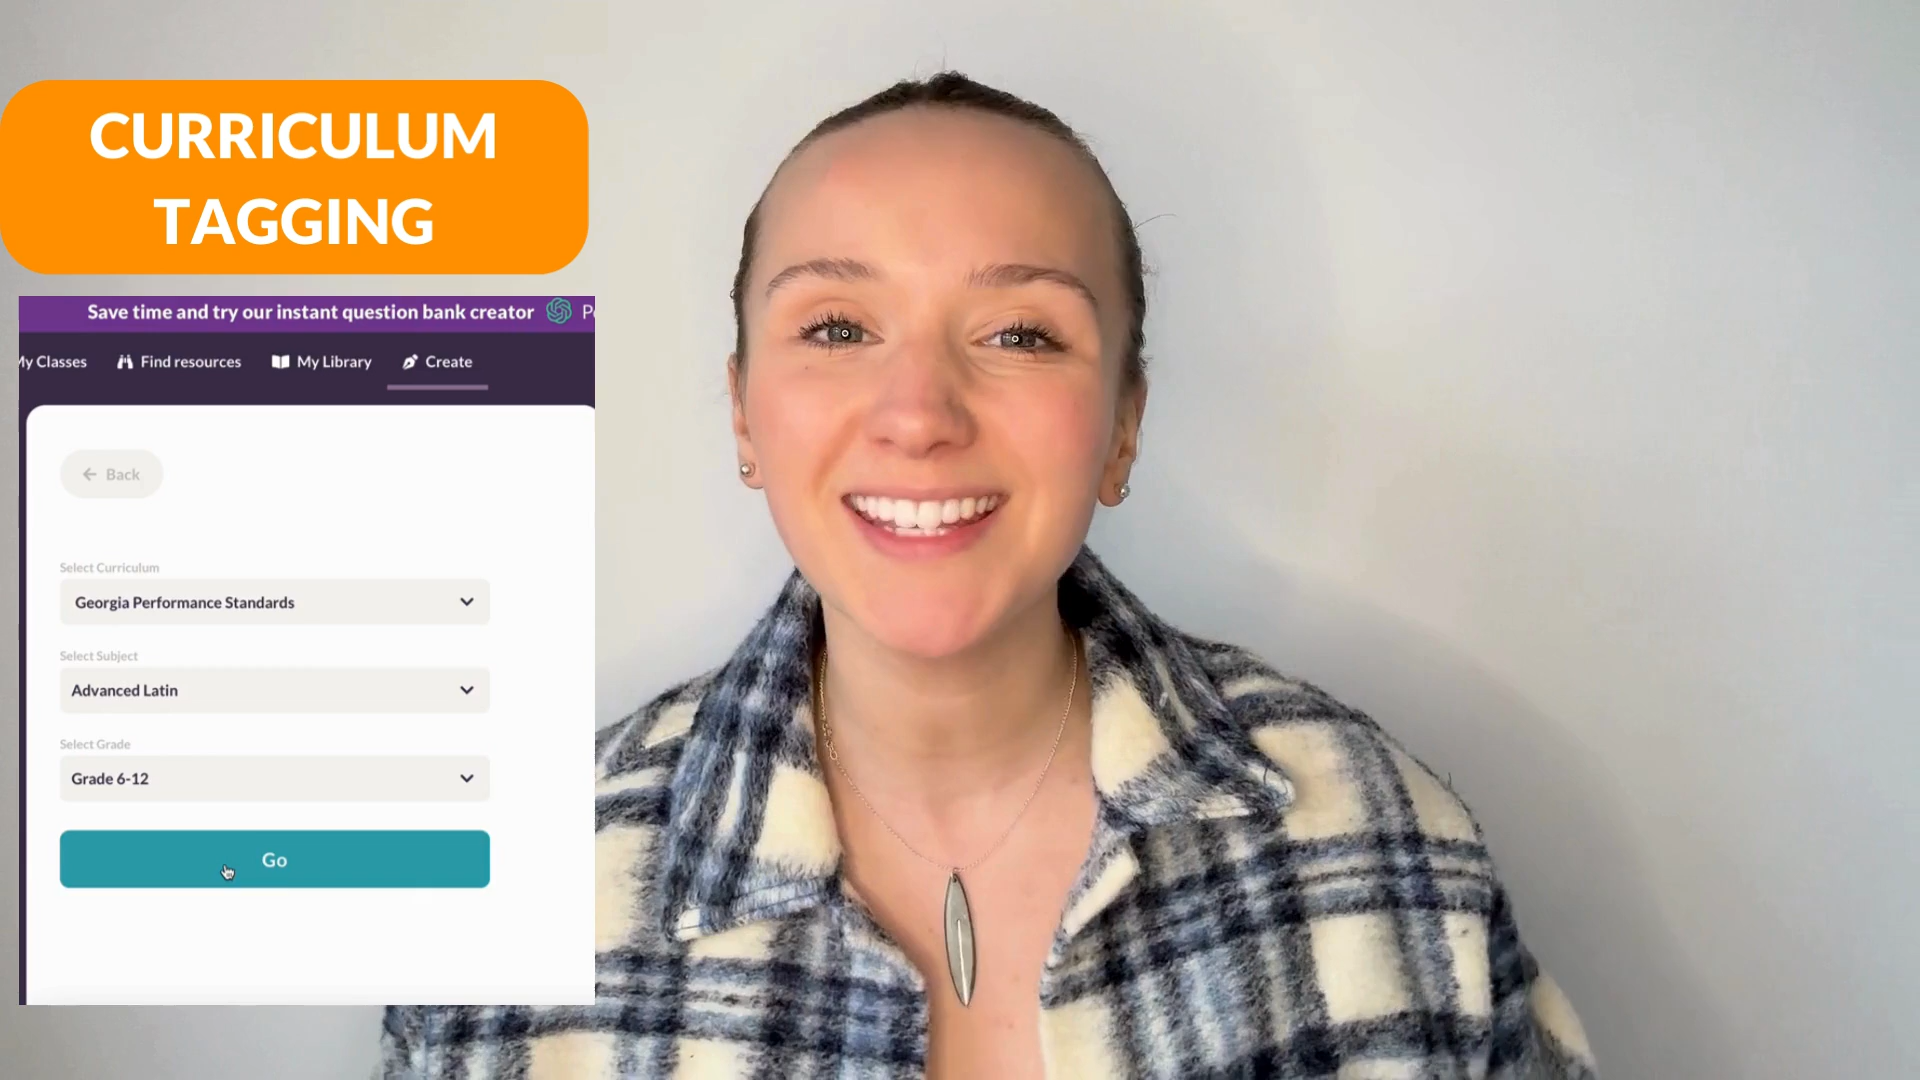 CURRICULUM
TAGGING
Save time and try our instant question bank creator
My Classes Find resources My Library Create
Back
Select Curriculum
Georgia Performance Standards
Select Subject
Advanced Latin
Select Grade
Grade 6-12
Go